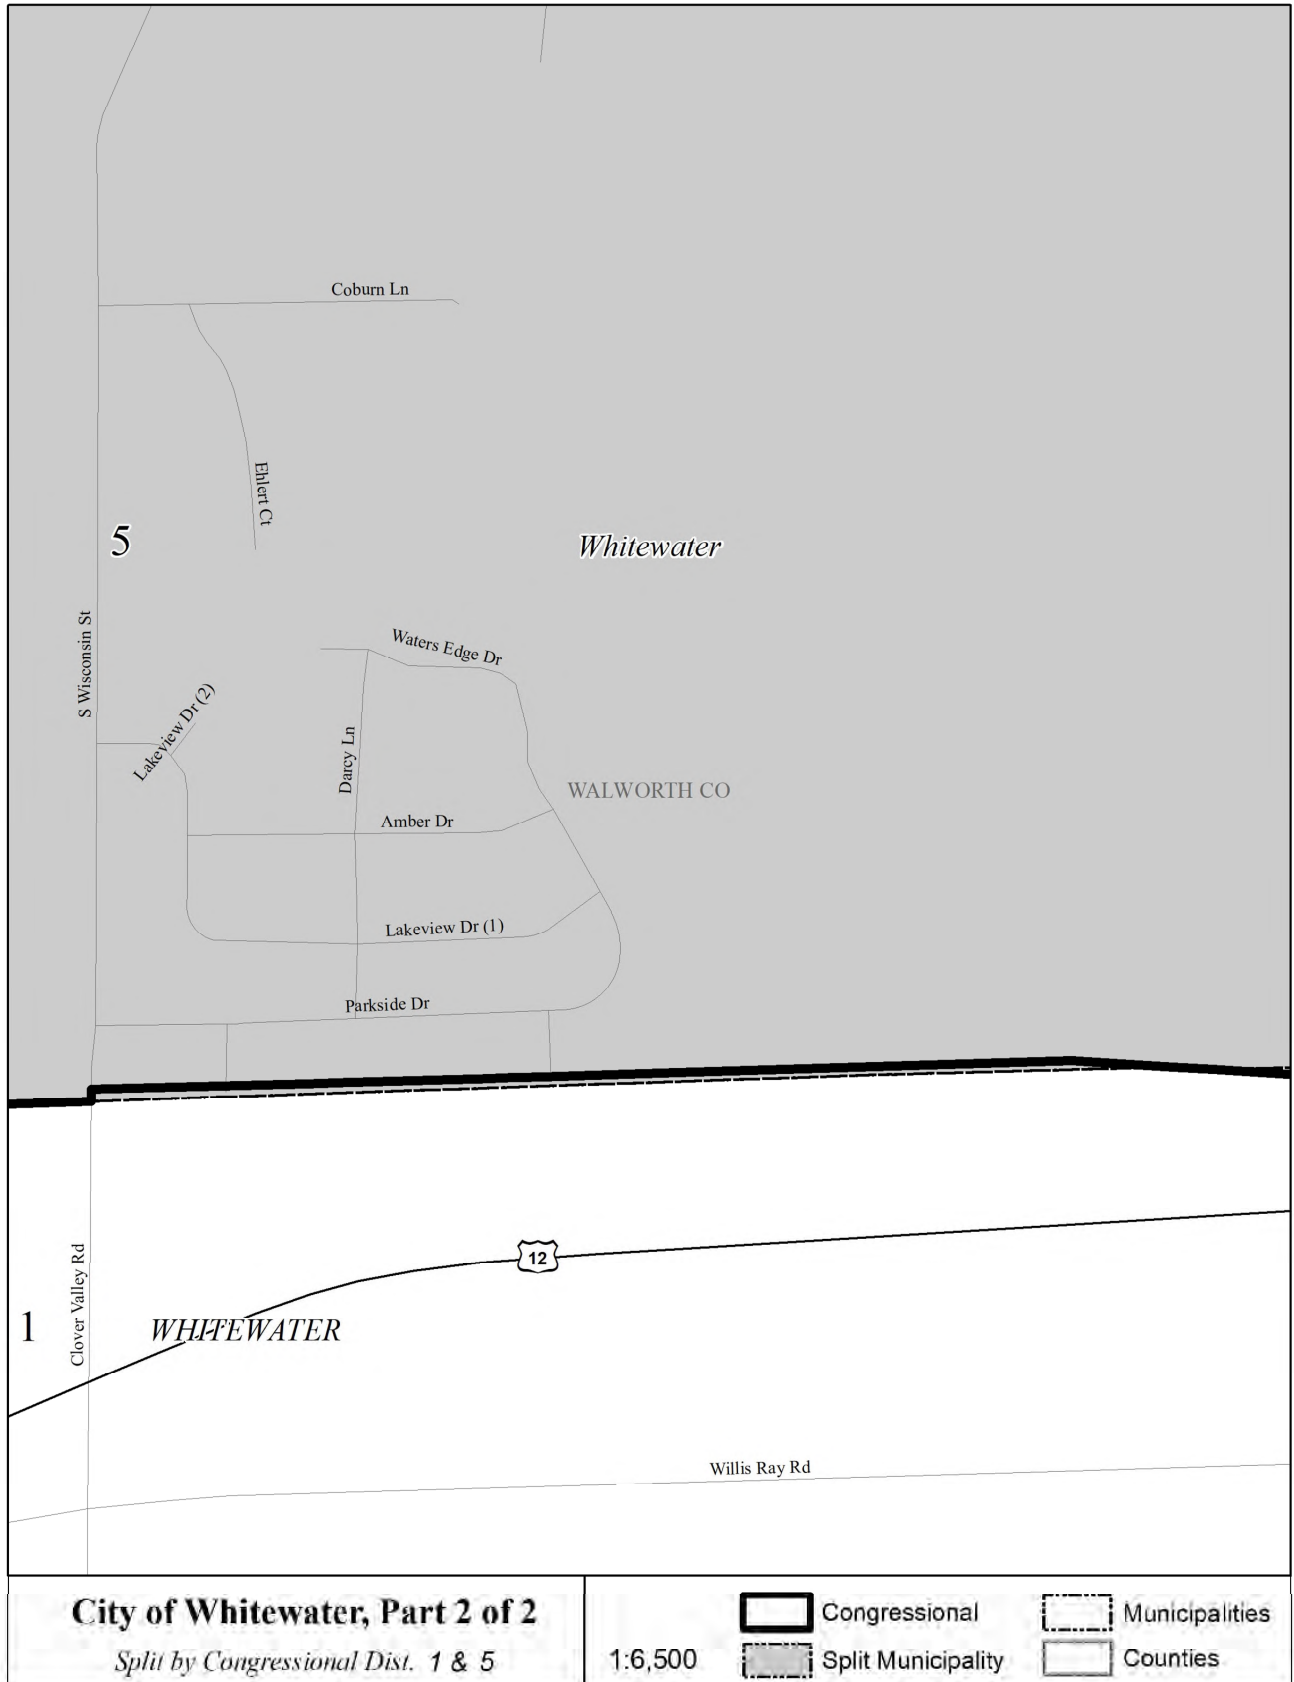 Coburn Ln
Ehlert Ct
5
Whitewater
S Wisconsin St
Waters Edge Dr
Lakeview Dr (2)
Darcy Ln
WALWORTH CO
Amber Dr
Lakeview Dr (1)
Parkside Dr
12
Clover Valley Rd
1
WHITEWATER
Willis Ray Rd
City of Whitewater, Part 2 of 2
Split by Congressional Dist. 1 & 5
1:6,500
Congressional
Municipalities
Split Municipality
Counties